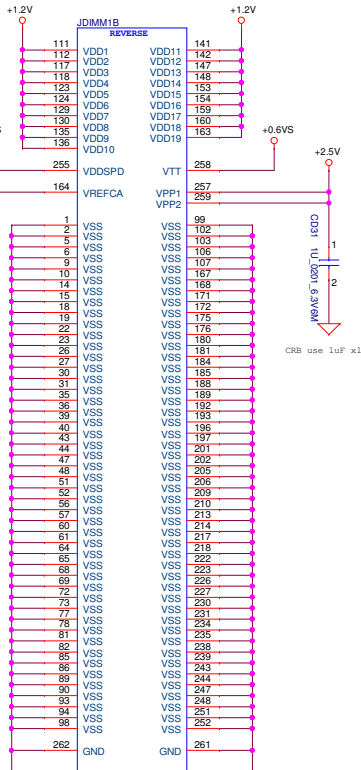 +1.2V +1.2V
JDIMM1B
REVERSE
111 VDD1 VDD11 141
112 VDD2 VDD12 142
117 VDD3 VDD13 147
118 VDD4 VDD14 148
123 VDD5 VDD15 153
124 VDD6 VDD16 154
129 VDD7 VDD17 159
130 VDD8 VDD18 160
135 VDD9 VDD19 163
136 VDD10
+0.6VS
255 VDDSPD VTT 258
+2.5V
164 VREFCA VPP1 257
VPP2 259
1 VSS VSS 99
2 VSS VSS 102
5 VSS VSS 103
6 VSS VSS 106
9 VSS VSS 107
10 VSS VSS 167
14 VSS VSS 168
15 VSS VSS 171
18 VSS VSS 172
19 VSS VSS 175
22 VSS VSS 176
23 VSS VSS 180
26 VSS VSS 181
27 VSS VSS 184
30 VSS VSS 185
31 VSS VSS 188
35 VSS VSS 189
36 VSS VSS 192
39 VSS VSS 193
40 VSS VSS 196
43 VSS VSS 197
44 VSS VSS 201
47 VSS VSS 202
48 VSS VSS 205
51 VSS VSS 206
52 VSS VSS 209
56 VSS VSS 210
57 VSS VSS 213
60 VSS VSS 214
61 VSS VSS 217
64 VSS VSS 218
65 VSS VSS 222
68 VSS VSS 223
69 VSS VSS 226
72 VSS VSS 227
73 VSS VSS 230
77 VSS VSS 231
78 VSS VSS 234
81 VSS VSS 235
82 VSS VSS 238
85 VSS VSS 239
86 VSS VSS 243
89 VSS VSS 244
90 VSS VSS 247
93 VSS VSS 248
94 VSS VSS 251
98 VSS VSS 252
262 GND GND 261
CD31
1U_0201_6.3V6M
1
2
CRB use 1uF x1